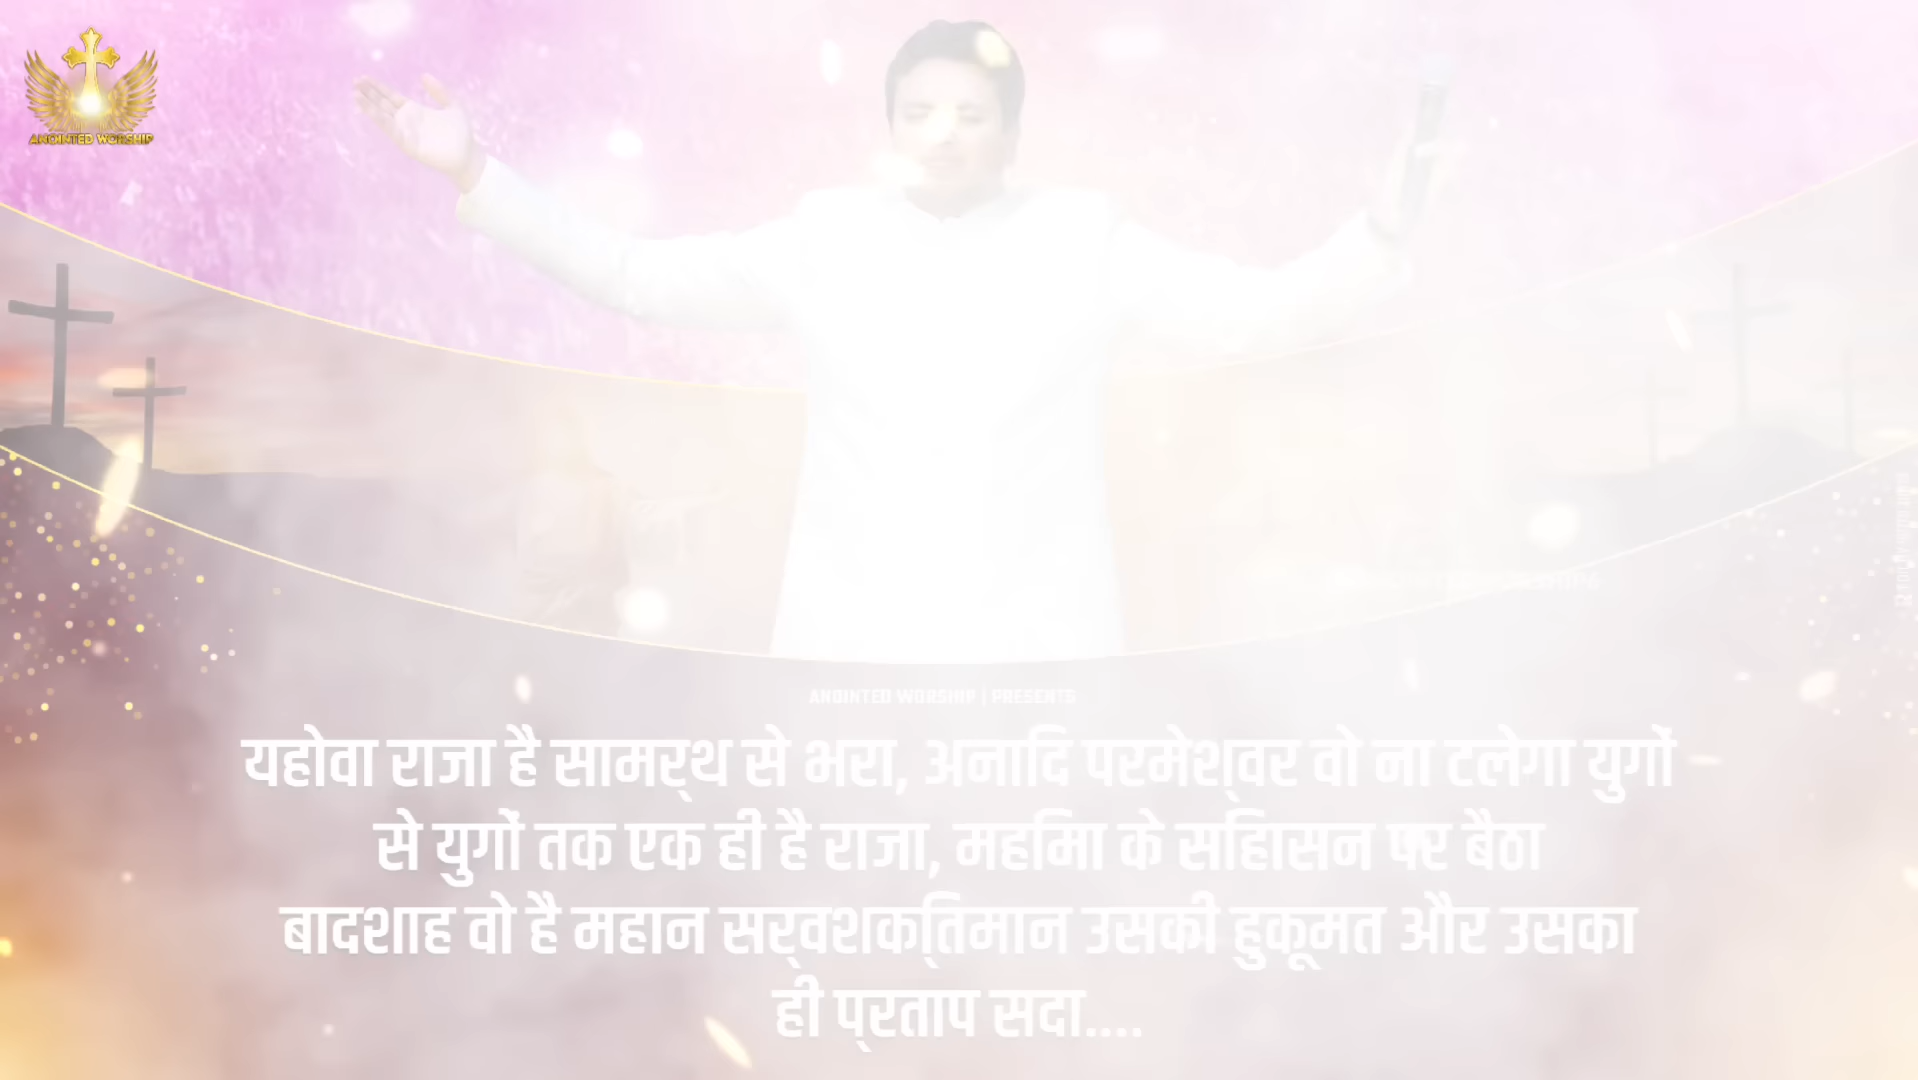 ANOINTED WORSHIP
ANOINTED WORSHIP | PRESENTS
यहोवा राजा है सामर्‌थ से भरा, अनादि परमेश्‌वर वो ना टलेगा युगों
से युगों तक एक ही है राजा, महिमा के सिंहासन पर बैठा
बादशाह वो है महान सर्‌वशक्‌तिमान उसकी हुकूमत और उसका
ही प्‌रताप सदा....